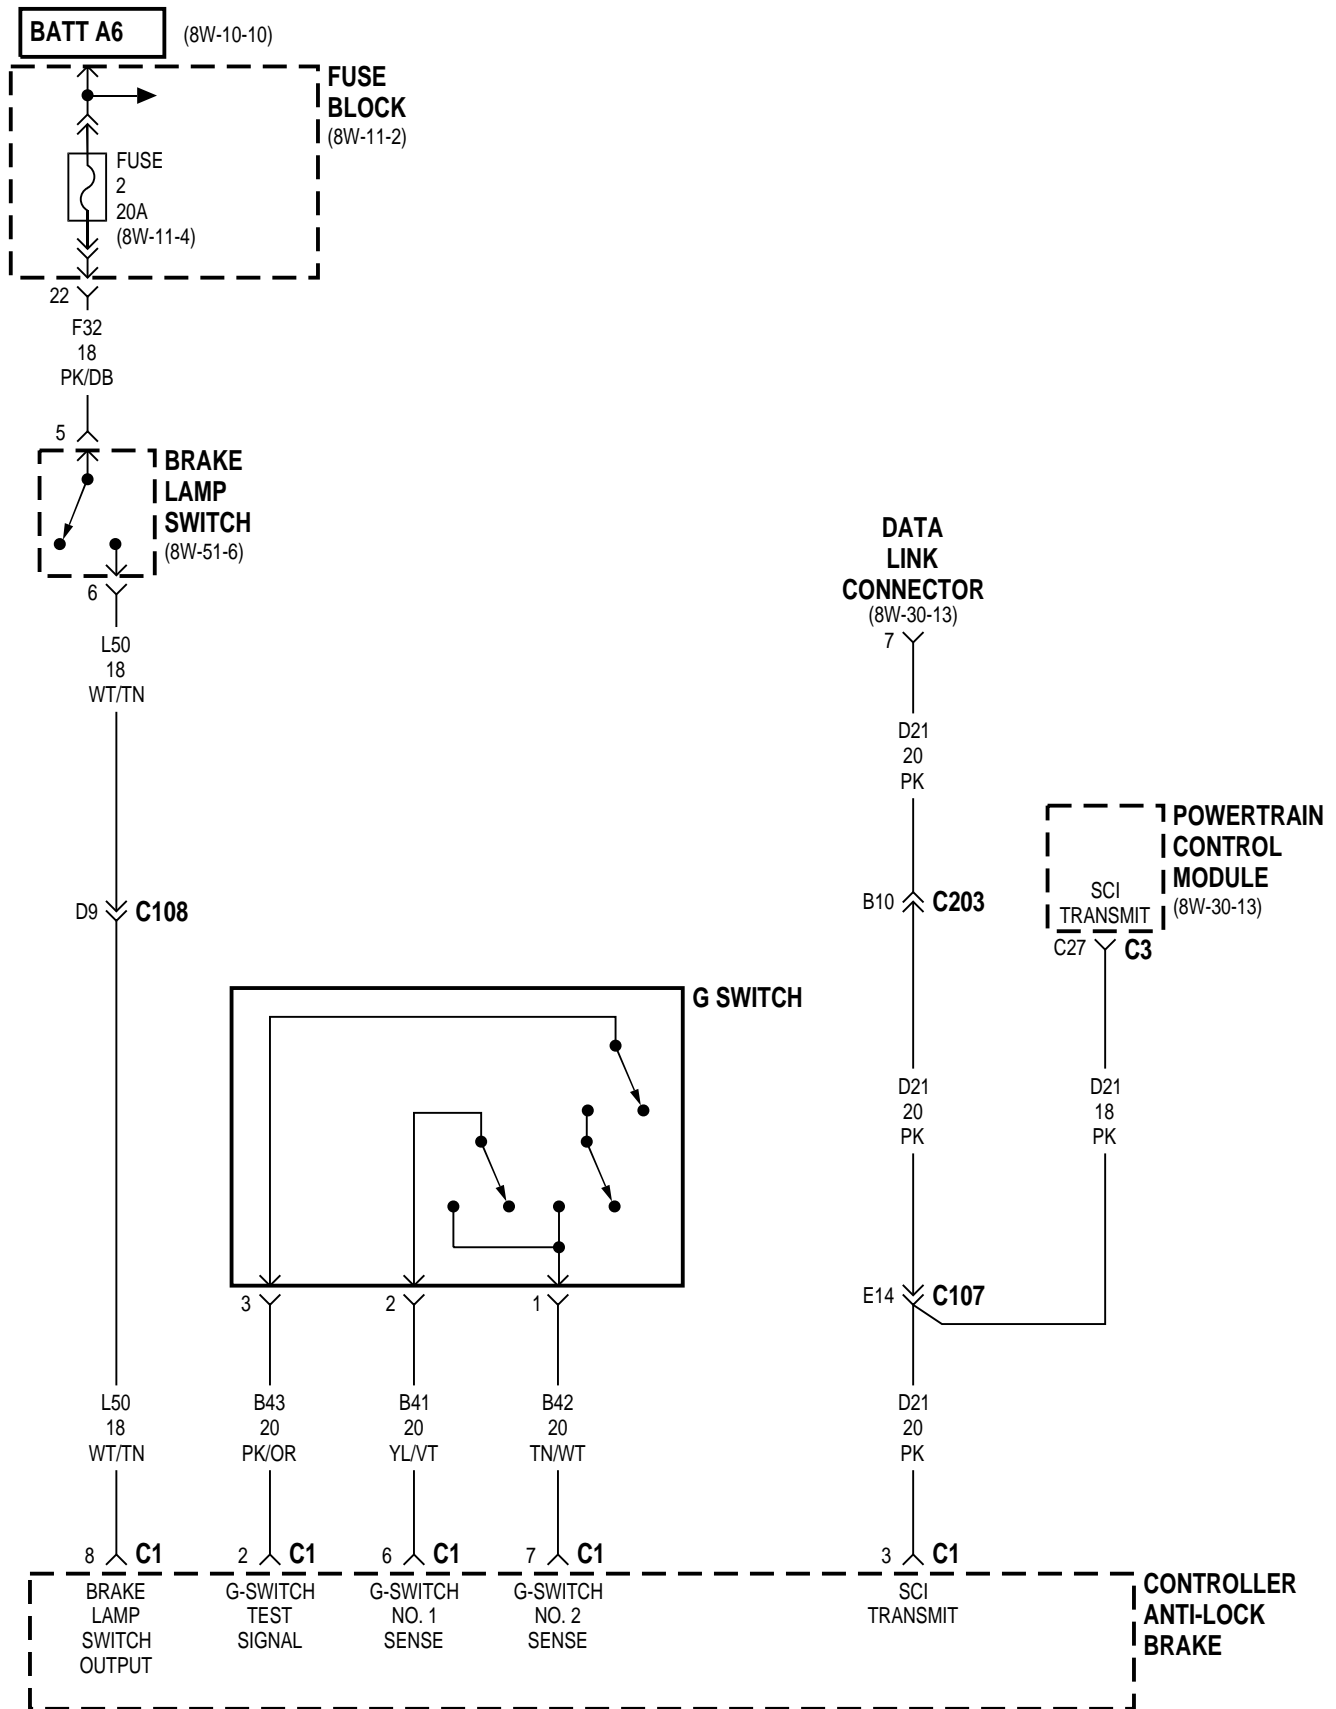 BATT A6
(8W-10-10)
FUSE
BLOCK
(8W-11-2)
FUSE
2
20A
(8W-11-4)
22
F32
18
PK/DB
5
BRAKE
LAMP
SWITCH
(8W-51-6)
6
L50
18
WT/TN
DATA
LINK
CONNECTOR
(8W-30-13)
7
D21
20
PK
POWERTRAIN
CONTROL
MODULE
(8W-30-13)
SCI
TRANSMIT
C27
C3
D9
C108
B10
C203
G SWITCH
D21
20
PK
D21
18
PK
3
2
1
E14
C107
L50
18
WT/TN
B43
20
PK/OR
B41
20
YL/VT
B42
20
TN/WT
D21
20
PK
8
C1
2
C1
6
C1
7
C1
3
C1
BRAKE
LAMP
SWITCH
OUTPUT
G-SWITCH
TEST
SIGNAL
G-SWITCH
NO. 1
SENSE
G-SWITCH
NO. 2
SENSE
SCI
TRANSMIT
CONTROLLER
ANTI-LOCK
BRAKE